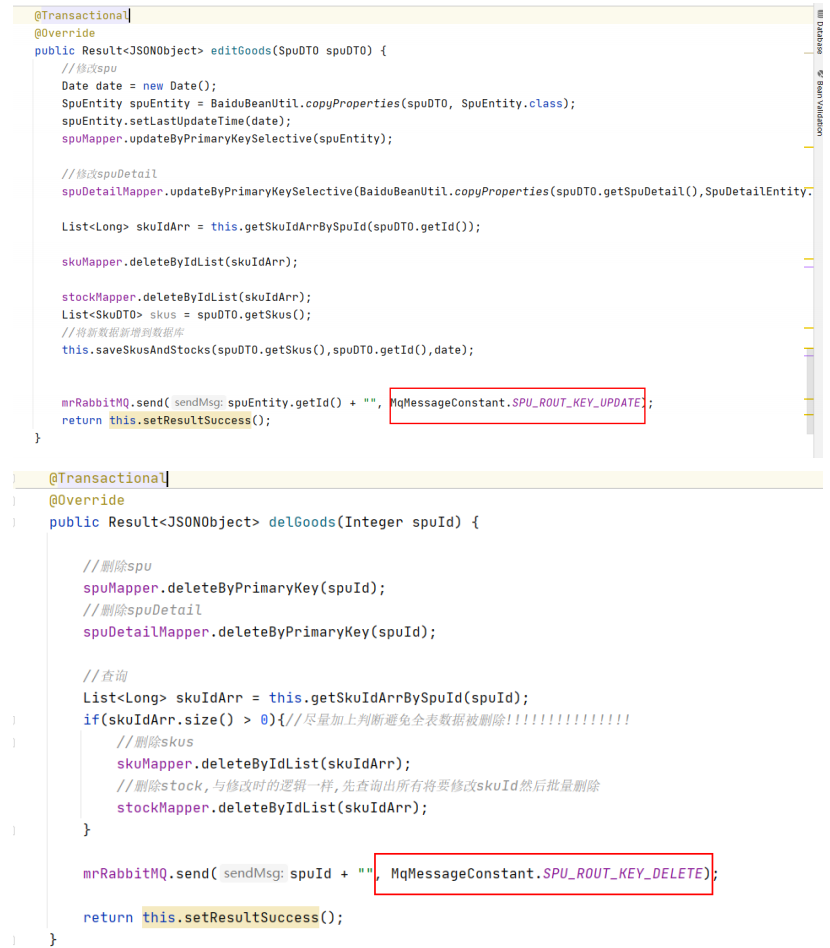 @Transactional
@Override
public Result<JSONObject> editGoods(SpuDTO spuDTO) {
//修改spu
Date date = new Date();
SpuEntity spuEntity = BaiduBeanUtil.copyProperties(spuDTO, SpuEntity.class);
spuEntity.setLastUpdateTime(date);
spuMapper.updateByPrimaryKeySelective(spuEntity);
//修改spuDetail
spuDetailMapper.updateByPrimaryKeySelective(BaiduBeanUtil.copyProperties(spuDTO.getSpuDetail(),SpuDetailEntity.
List<Long> skuIdArr = this.getSkuIdArrBySpuId(spuDTO.getId());
skuMapper.deleteByIdList(skuIdArr);
stockMapper.deleteByIdList(skuIdArr);
List<SkuDTO> skus = spuDTO.getSkus();
//将新数据新增到数据库
this.saveSkusAndStocks(spuDTO.getSkus(),spuDTO.getId(),date);
mrRabbitMQ.send( sendMsg: spuEntity.getId() + "", MqMessageConstant.SPU_ROUT_KEY_UPDATE);
return this.setResultSuccess();
}
Database
Bean Validation
@Transactional
@Override
public Result<JSONObject> delGoods(Integer spuId) {
//删除spu
spuMapper.deleteByPrimaryKey(spuId);
//删除spuDetail
spuDetailMapper.deleteByPrimaryKey(spuId);
//查询
List<Long> skuIdArr = this.getSkuIdArrBySpuId(spuId);
if(skuIdArr.size() > 0){//尽量加上判断避免全表数据被删除!!!!!!!!!!!!!!!
//删除skus
skuMapper.deleteByIdList(skuIdArr);
//删除stock,与修改时的逻辑一样,先查询出所有将要修改skuId然后批量删除
stockMapper.deleteByIdList(skuIdArr);
}
mrRabbitMQ.send( sendMsg: spuId + "", MqMessageConstant.SPU_ROUT_KEY_DELETE);
return this.setResultSuccess();
}